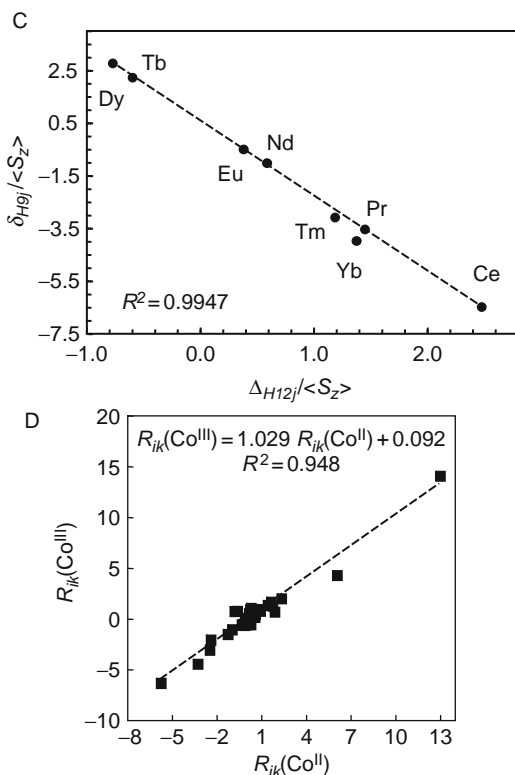 C
2.5
Tb
Dy
0.5
δH9j/<Sz>
Nd
Eu
−1.5
Pr
−3.5
Tm
Yb
Ce
−5.5
R² = 0.9947
−7.5
−1.0 0.0 1.0 2.0
ΔH12j/<Sz>
D
20
Rik(CoIII) = 1.029 Rik(CoII) + 0.092
R² = 0.948
15
10
Rik(CoIII)
5
0
−5
−10
−8 −5 −2 1 4 7 10 13
Rik(CoII)